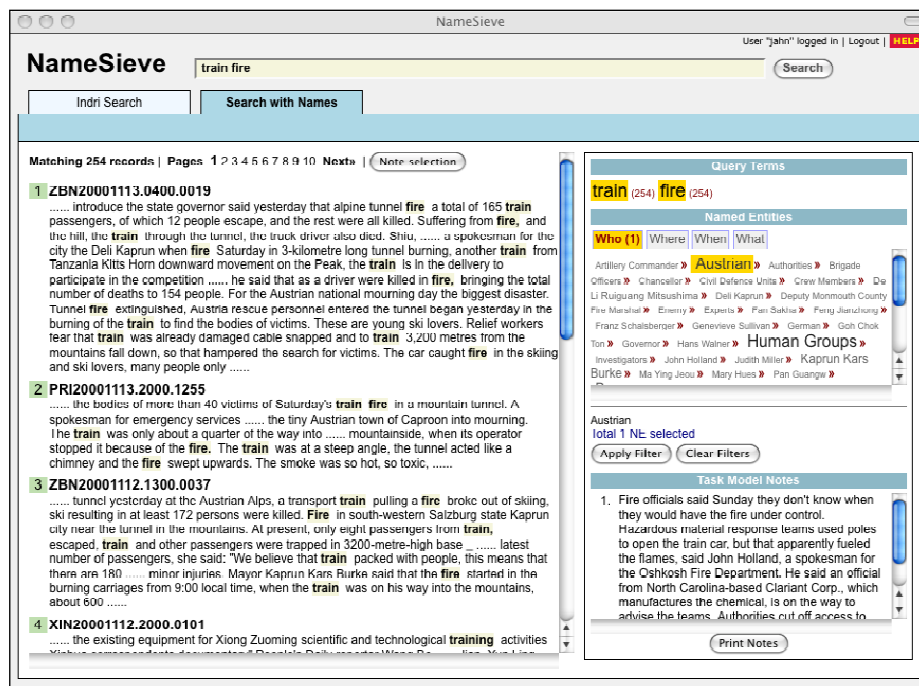 NameSieve
User "jahn" logged in | Logout | HELP
NameSieve
train fire
Search
Indri Search
Search with Names
Matching 254 records | Pages 1 2 3 4 5 6 7 8 9 10 Next» | Note selection
1 ZBN20001113.0400.0019
...... introduce the state governor said yesterday that alpine tunnel fire a total of 165 train
passengers, of which 12 people escape, and the rest were all killed. Suffering from fire, and
the hill, the train through the tunnel, the truck driver also died. Shiu, ...... a spokesman for the
city the Deli Kaprun when fire Saturday in 3-kilometre long tunnel burning, another train from
Tanzania Kitts Horn downward movement on the Peak, the train is in the delivery to
participate in the competition ...... he said that as a driver were killed in fire, bringing the total
number of deaths to 154 people. For the Austrian national mourning day the biggest disaster.
Tunnel fire extinguished, Austria rescue personnel entered the tunnel began yesterday in the
burning of the train to find the bodies of victims. These are young ski lovers. Relief workers
fear that train was already damaged cable snapped and to train 3,200 metres from the
mountains fall down, so that hampered the search for victims. The car caught fire in the skiing
and ski lovers, many people only ......
2 PRI20001113.2000.1255
...... the bodies of more than 40 victims of Saturday's train fire in a mountain tunnel. A
spokesman for emergency services ...... the tiny Austrian town of Caproon into mourning.
The train was only about a quarter of the way into ...... mountainside, when its operator
stopped it because of the fire. The train was at a steep angle, the tunnel acted like a
chimney and the fire swept upwards. The smoke was so hot, so toxic, ......
3 ZBN20001112.1300.0037
...... tunnel yesterday at the Austrian Alps, a transport train pulling a fire broke out of skiing,
ski resulting in at least 172 persons were killed. Fire in south-western Salzburg state Kaprun
city near the tunnel in the mountains. At present, only eight passengers from train,
escaped, train and other passengers were trapped in 3200-metre-high base _ ...... latest
number of passengers, she said: "We believe that train packed with people, this means that
there are 180 ...... minor injuries. Mayor Kaprun Kars Burke said that the fire started in the
burning carriages from 9:00 local time, when the train was on his way into the mountains,
about 600 ......
4 XIN20001112.2000.0101
...... the existing equipment for Xiong Zuoming scientific and technological training activities
Query Terms
train (254) fire (254)
Named Entities
Who (1) Where When What
Artillery Commander » Austrian » Authorities » Brigade
Officers » Chancellor » Civil Defense Units » Crew Members » De
Li Ruiguang Mitsushima » Deli Kaprun » Deputy Monmouth County
Fire Marshal » Enemy » Experts » Fan Sakha » Feng Jianzhong »
Franz Schalsberger » Genevieve Sullivan » German » Goh Chok
Ton » Governor » Hans Walner » Human Groups »
Investigators » John Holland » Judith Miller » Kaprun Kars
Burke » Ma Ying Jeou » Mary Hues » Pan Guangw »
Austrian
Total 1 NE selected
Apply Filter Clear Filters
Task Model Notes
1. Fire officials said Sunday they don't know when
they would have the fire under control.
Hazardous material response teams used poles
to open the train car, but that apparently fueled
the flames, said John Holland, a spokesman for
the Oshkosh Fire Department. He said an official
from North Carolina-based Clariant Corp., which
manufactures the chemical, is on the way to
advise the teams. Authorities cut off access to
Print Notes